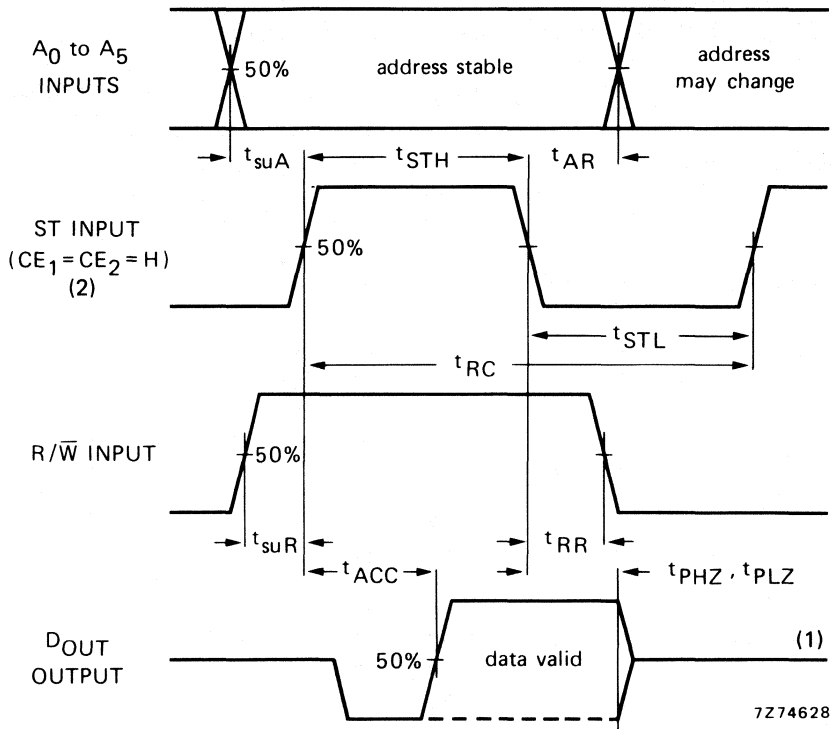 A0 to A5
INPUTS
50%
address stable
address
may change
tsuA
tSTH
tAR
ST INPUT
(CE1 = CE2 = H)
(2)
50%
tSTL
tRC
R/W̅ INPUT
50%
tsuR
tRR
tACC
tPHZ , tPLZ
DOUT
OUTPUT
50%
data valid
(1)
7Z74628